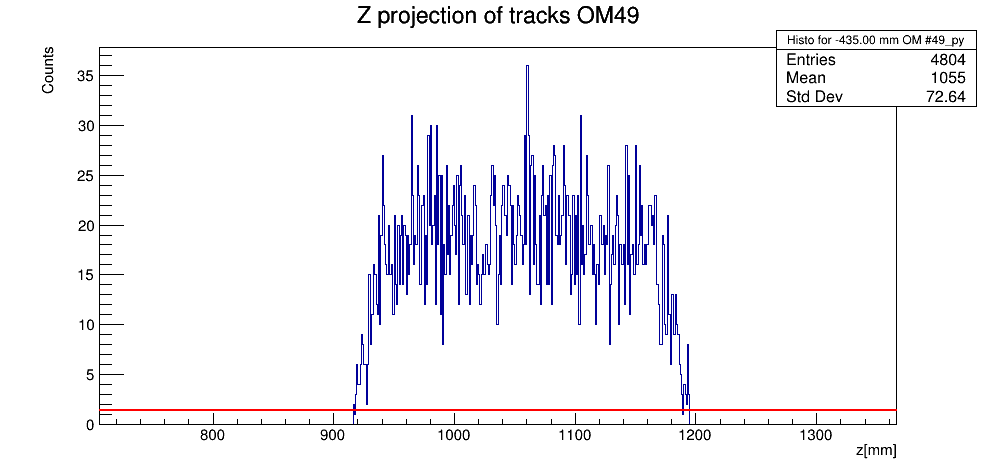 Z projection of tracks OM49
Histo for -435.00 mm OM #49_py
Entries 4804
Mean 1055
Std Dev 72.64
Counts
35
30
25
20
15
10
5
0
800 900 1000 1100 1200 1300
z[mm]